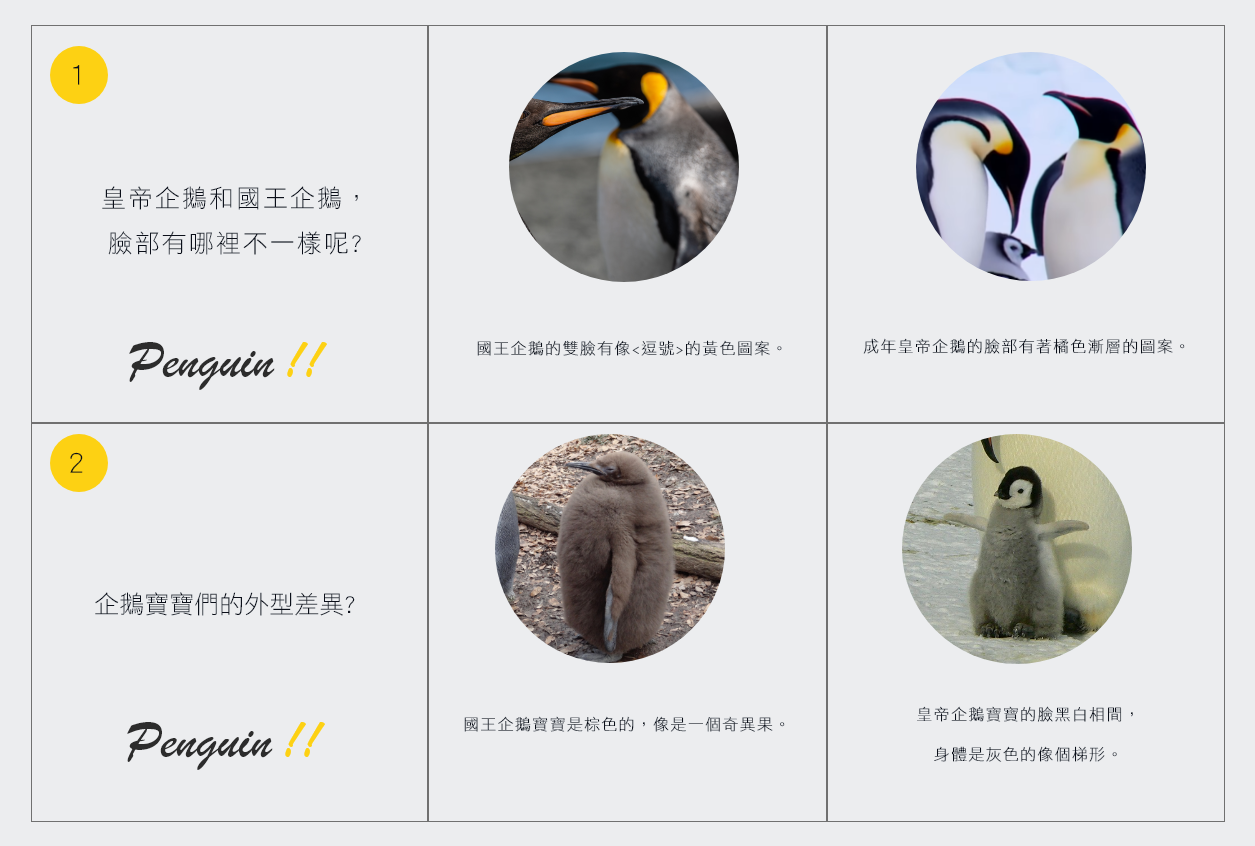 1
皇帝企鵝和國王企鵝，
臉部有哪裡不一樣呢?
Penguin !!
國王企鵝的雙臉有像<逗號>的黃色圖案。
成年皇帝企鵝的臉部有著橘色漸層的圖案。
2
企鵝寶寶們的外型差異?
Penguin !!
國王企鵝寶寶是棕色的，像是一個奇異果。
皇帝企鵝寶寶的臉黑白相間，
身體是灰色的像個梯形。